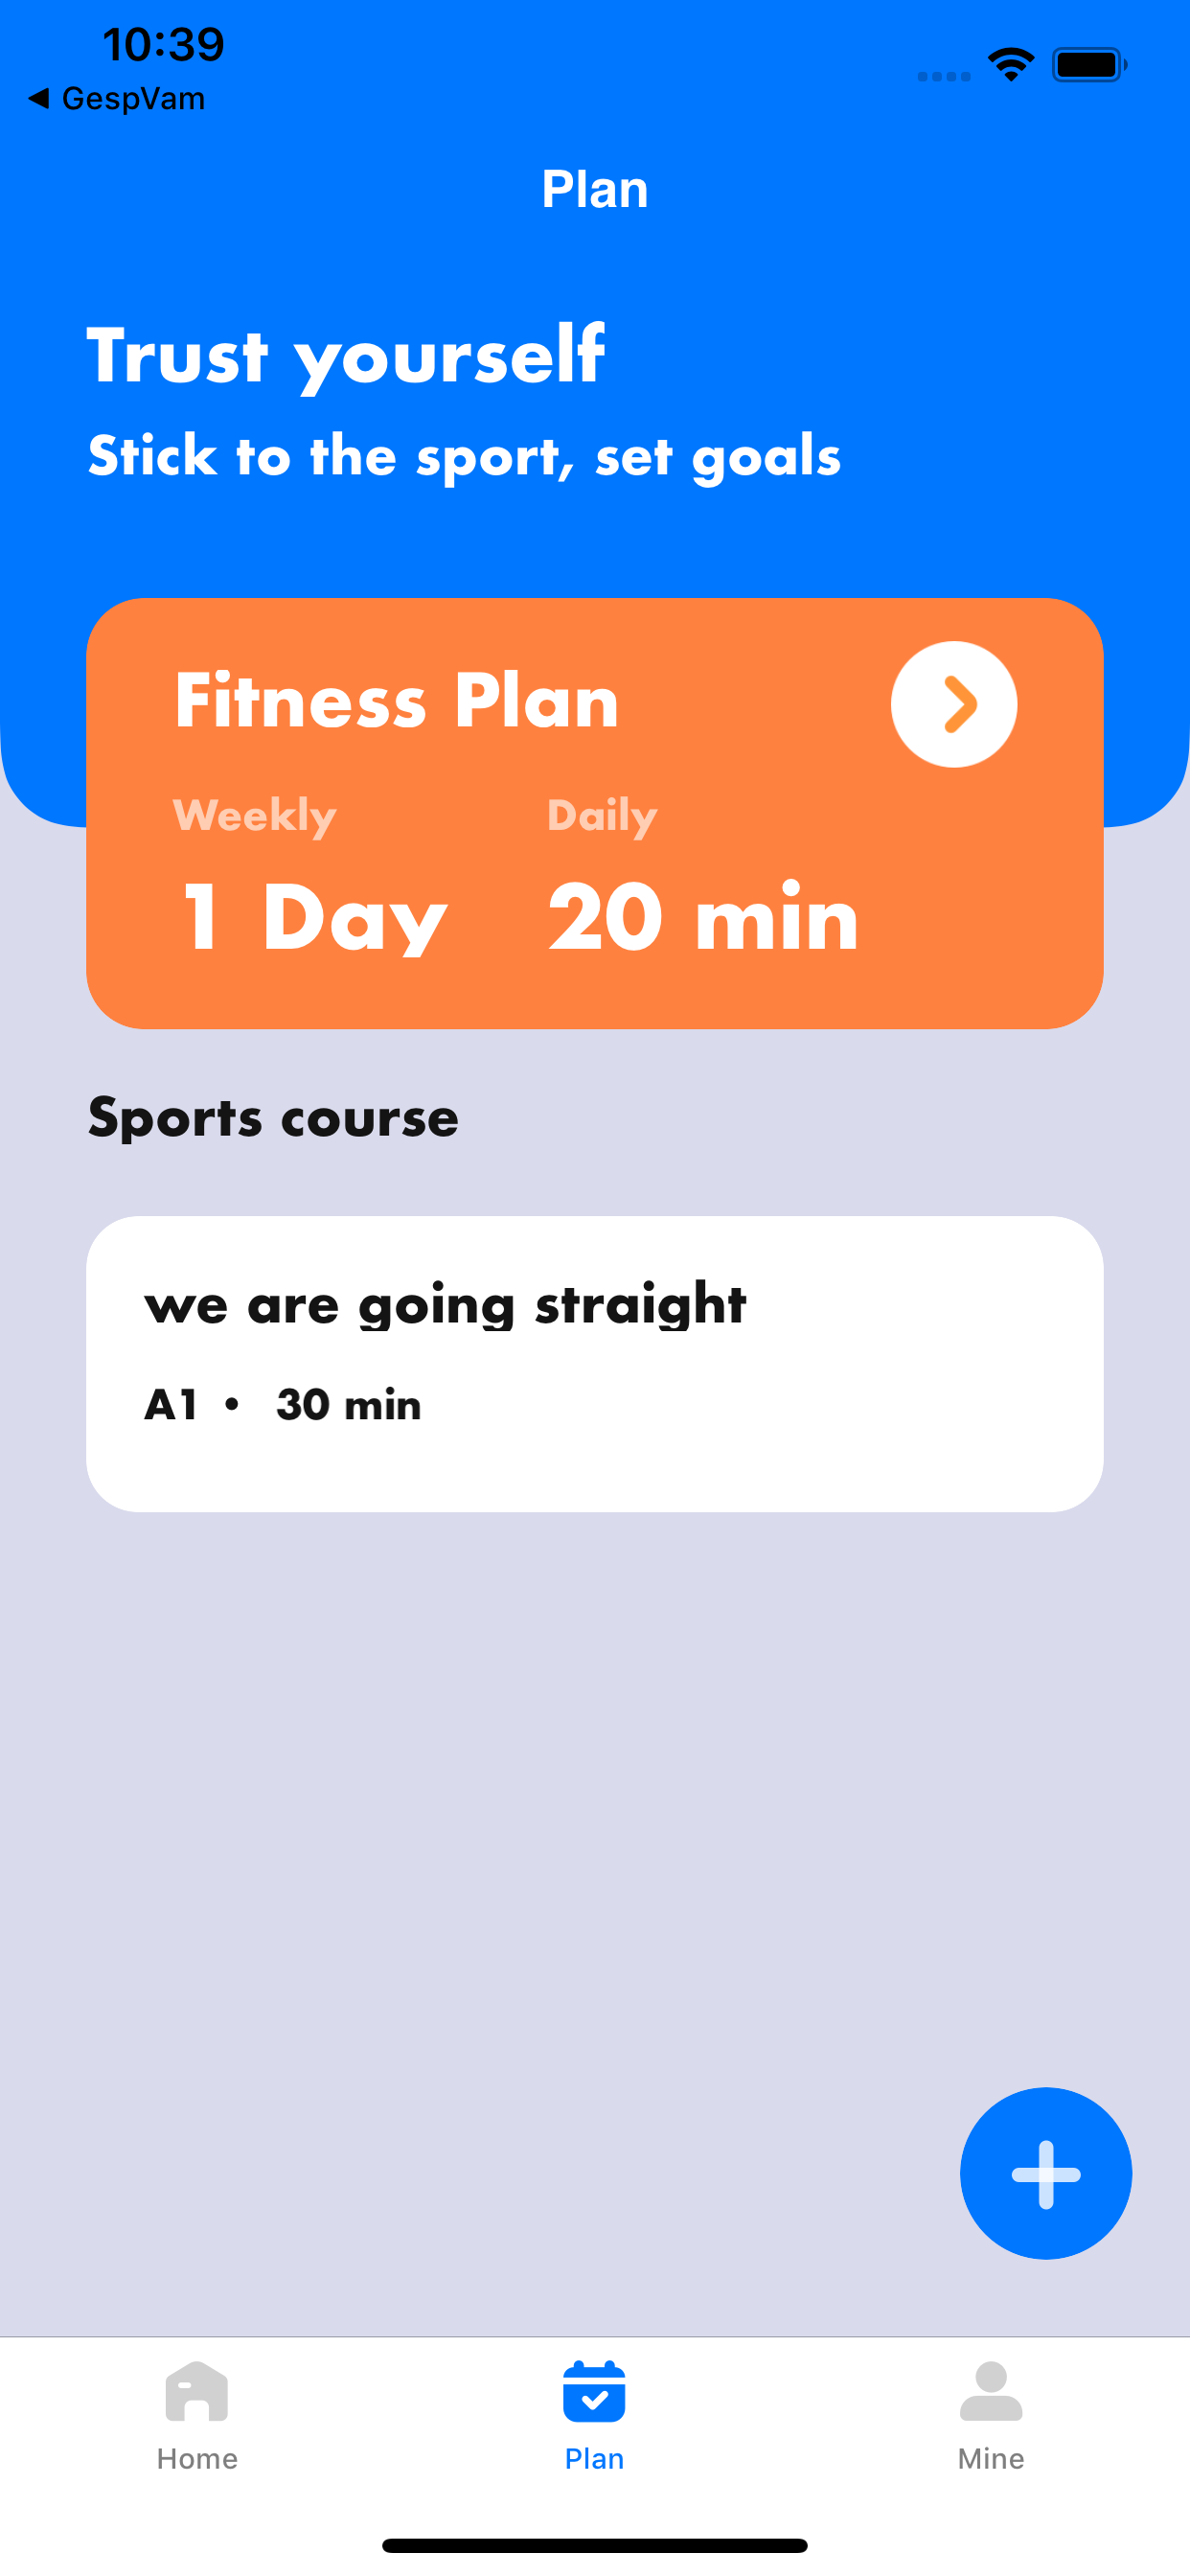 10:39
GespVam
Plan
Trust yourself
Stick to the sport, set goals
Fitness Plan
Weekly Daily
1 Day 20 min
Sports course
we are going straight
A1 • 30 min
Home Plan Mine